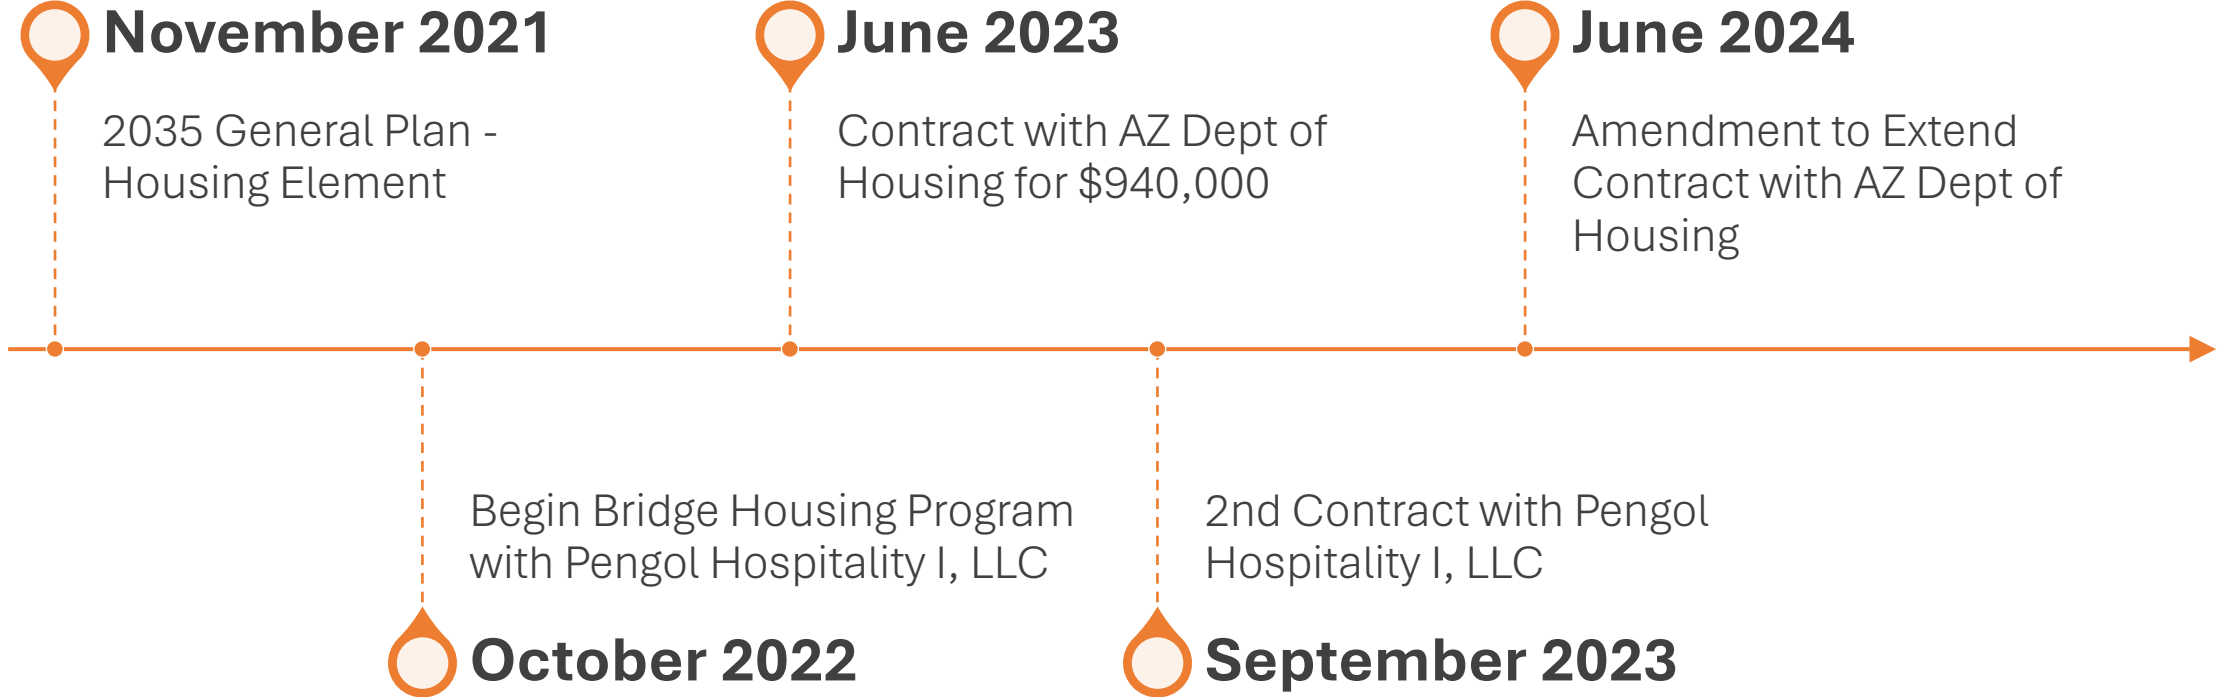 November 2021
2035 General Plan -
Housing Element
Begin Bridge Housing Program
with Pengol Hospitality I, LLC
October 2022
June 2023
Contract with AZ Dept of
Housing for $940,000
2nd Contract with Pengol
Hospitality I, LLC
September 2023
June 2024
Amendment to Extend
Contract with AZ Dept of
Housing